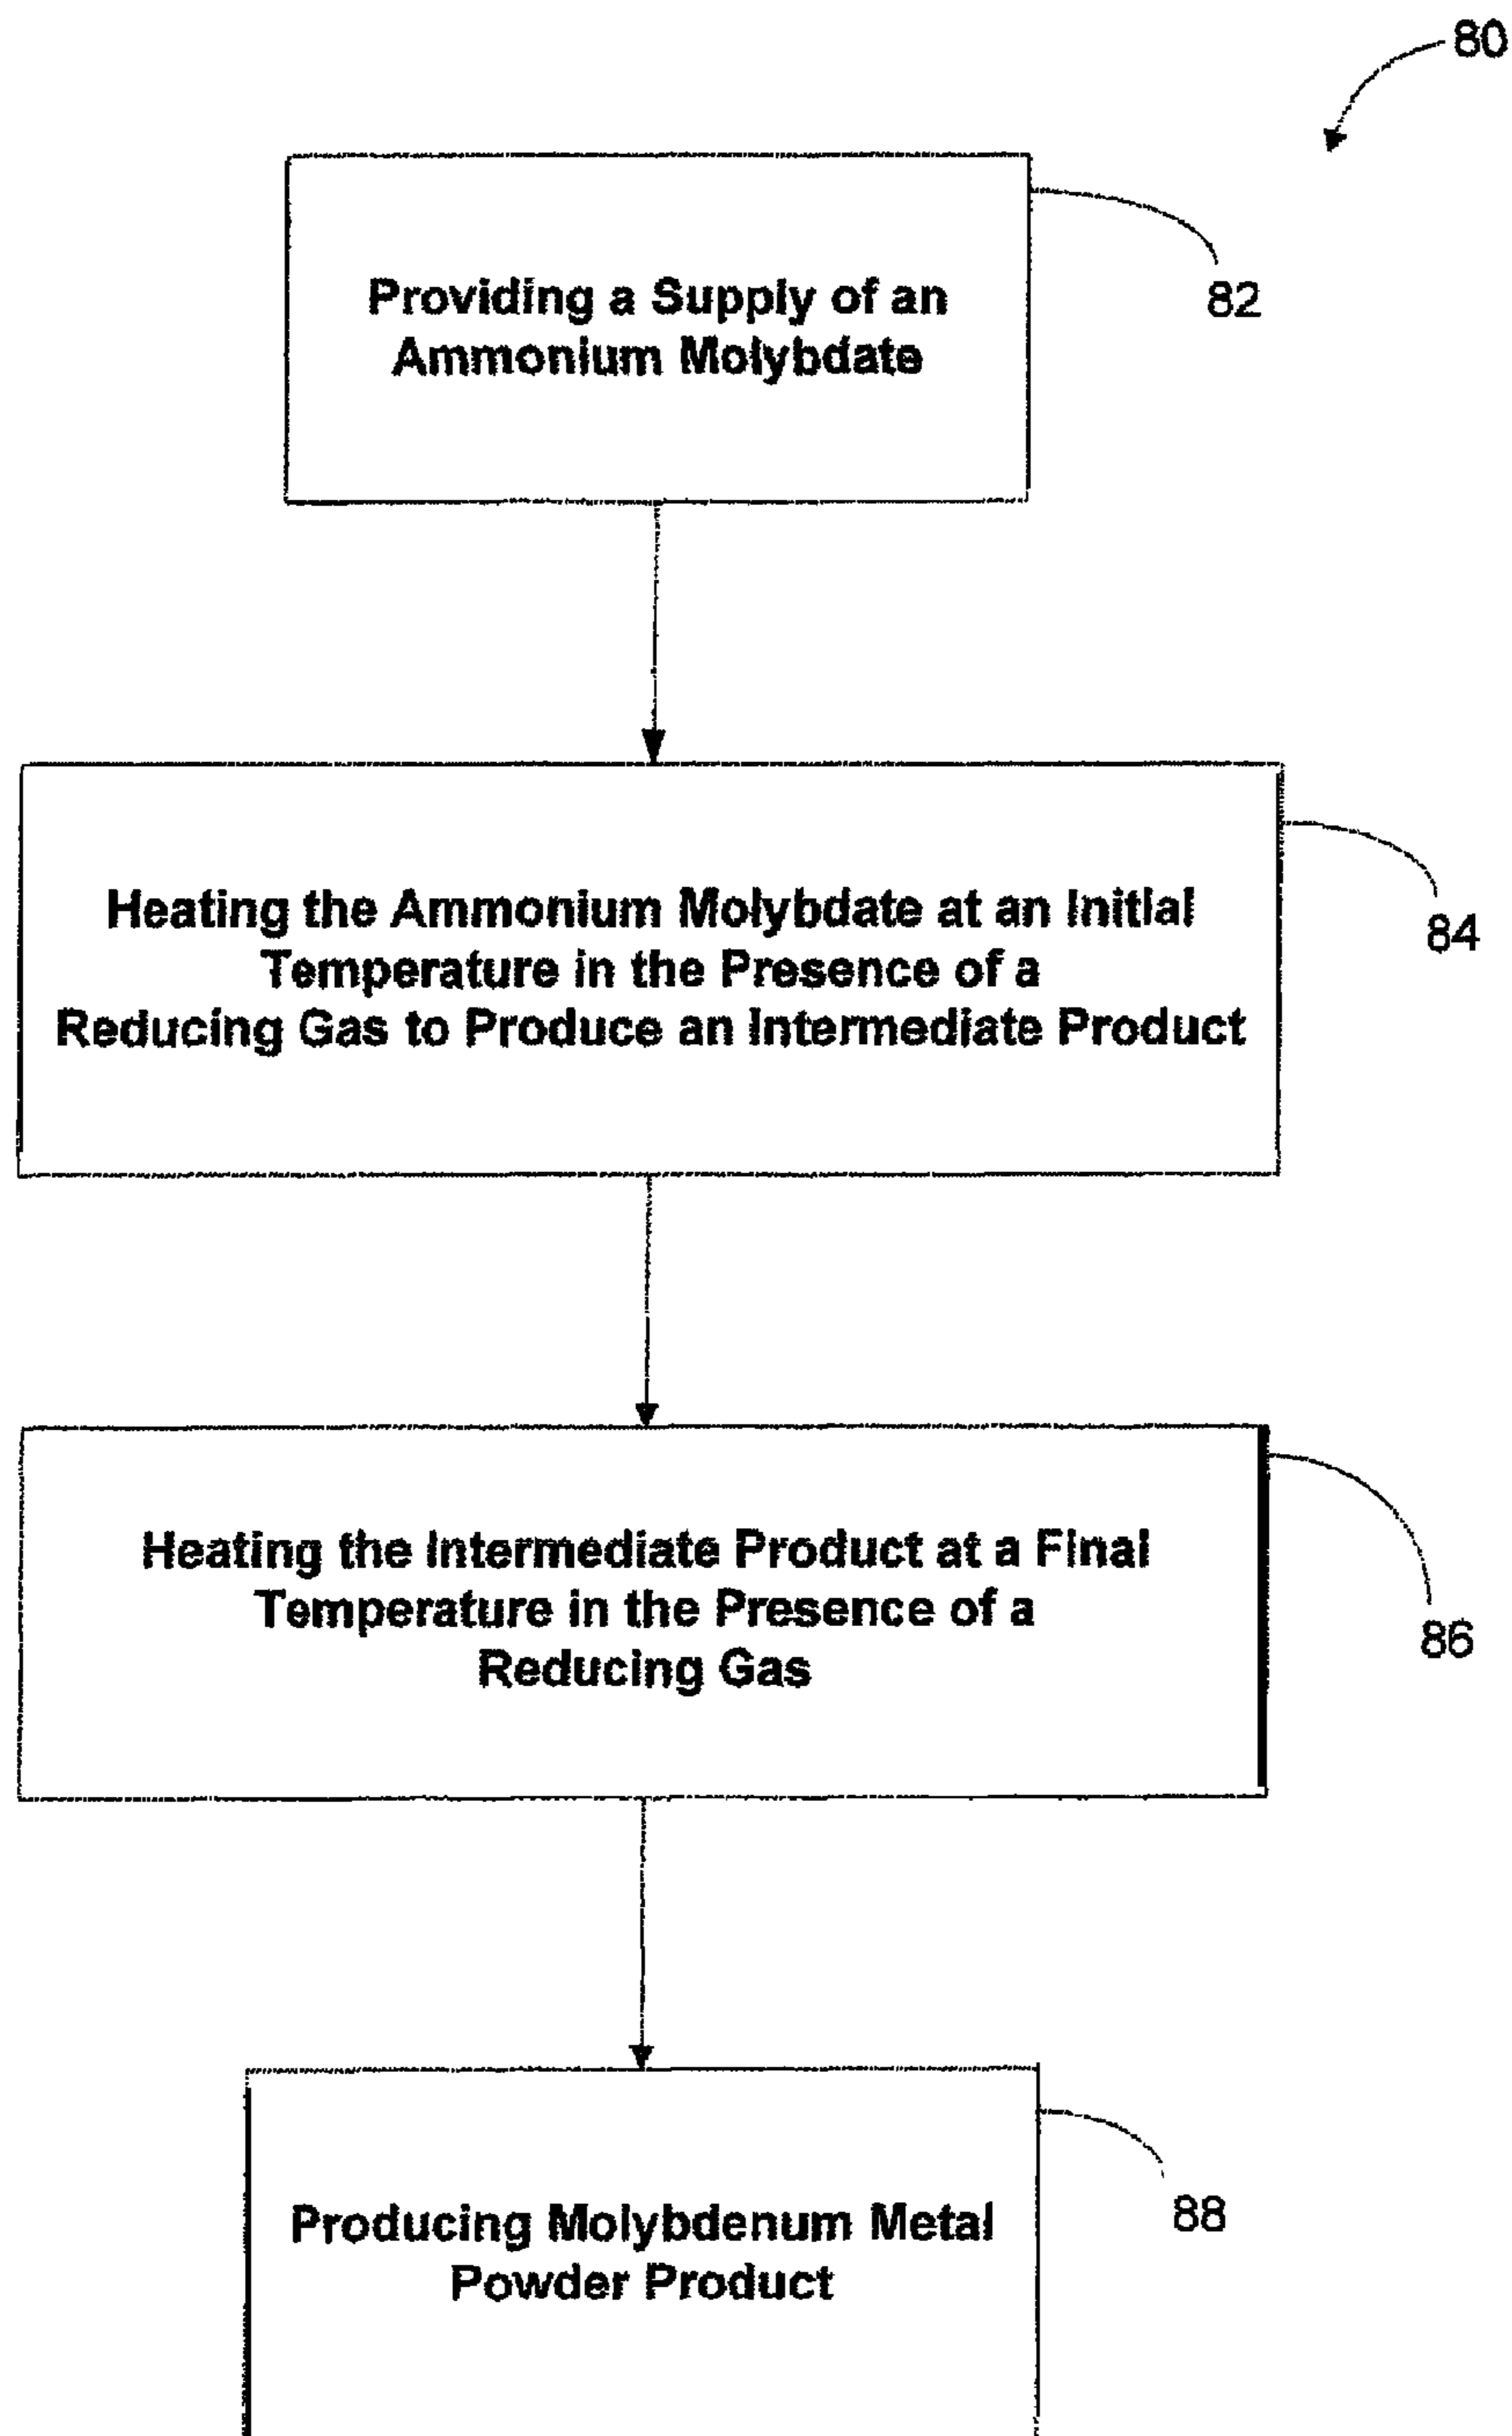 80
Providing a Supply of an
Ammonium Molybdate
82
Heating the Ammonium Molybdate at an Initial
Temperature in the Presence of a
Reducing Gas to Produce an Intermediate Product
84
Heating the Intermediate Product at a Final
Temperature in the Presence of a
Reducing Gas
86
Producing Molybdenum Metal
Powder Product
88